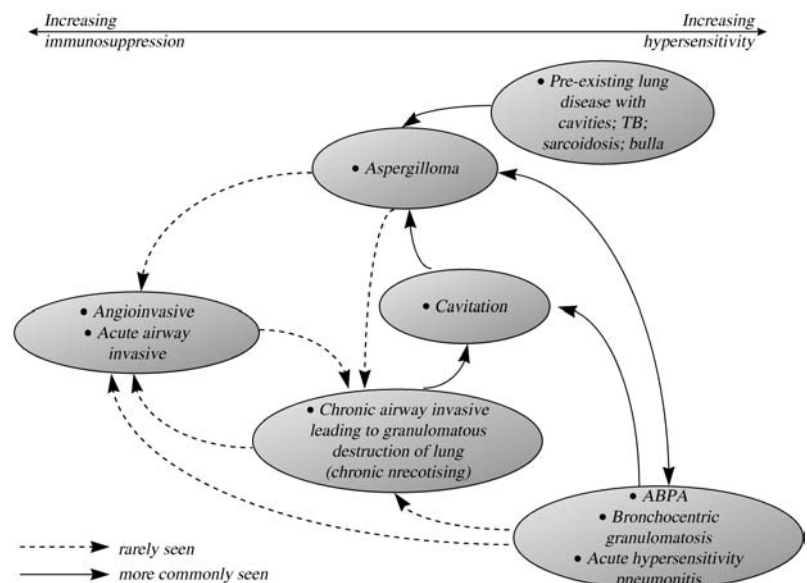 Increasing
immunosuppression
Increasing
hypersensitivity
• Pre-existing lung
disease with
cavities; TB;
sarcoidosis; bulla
• Aspergilloma
• Cavitation
• Angioinvasive
• Acute airway
invasive
• Chronic airway invasive
leading to granulomatous
destruction of lung
(chronic nrecotising)
• ABPA
• Bronchocentric
granulomatosis
• Acute hypersensitivity
pneumonitis
rarely seen
more commonly seen